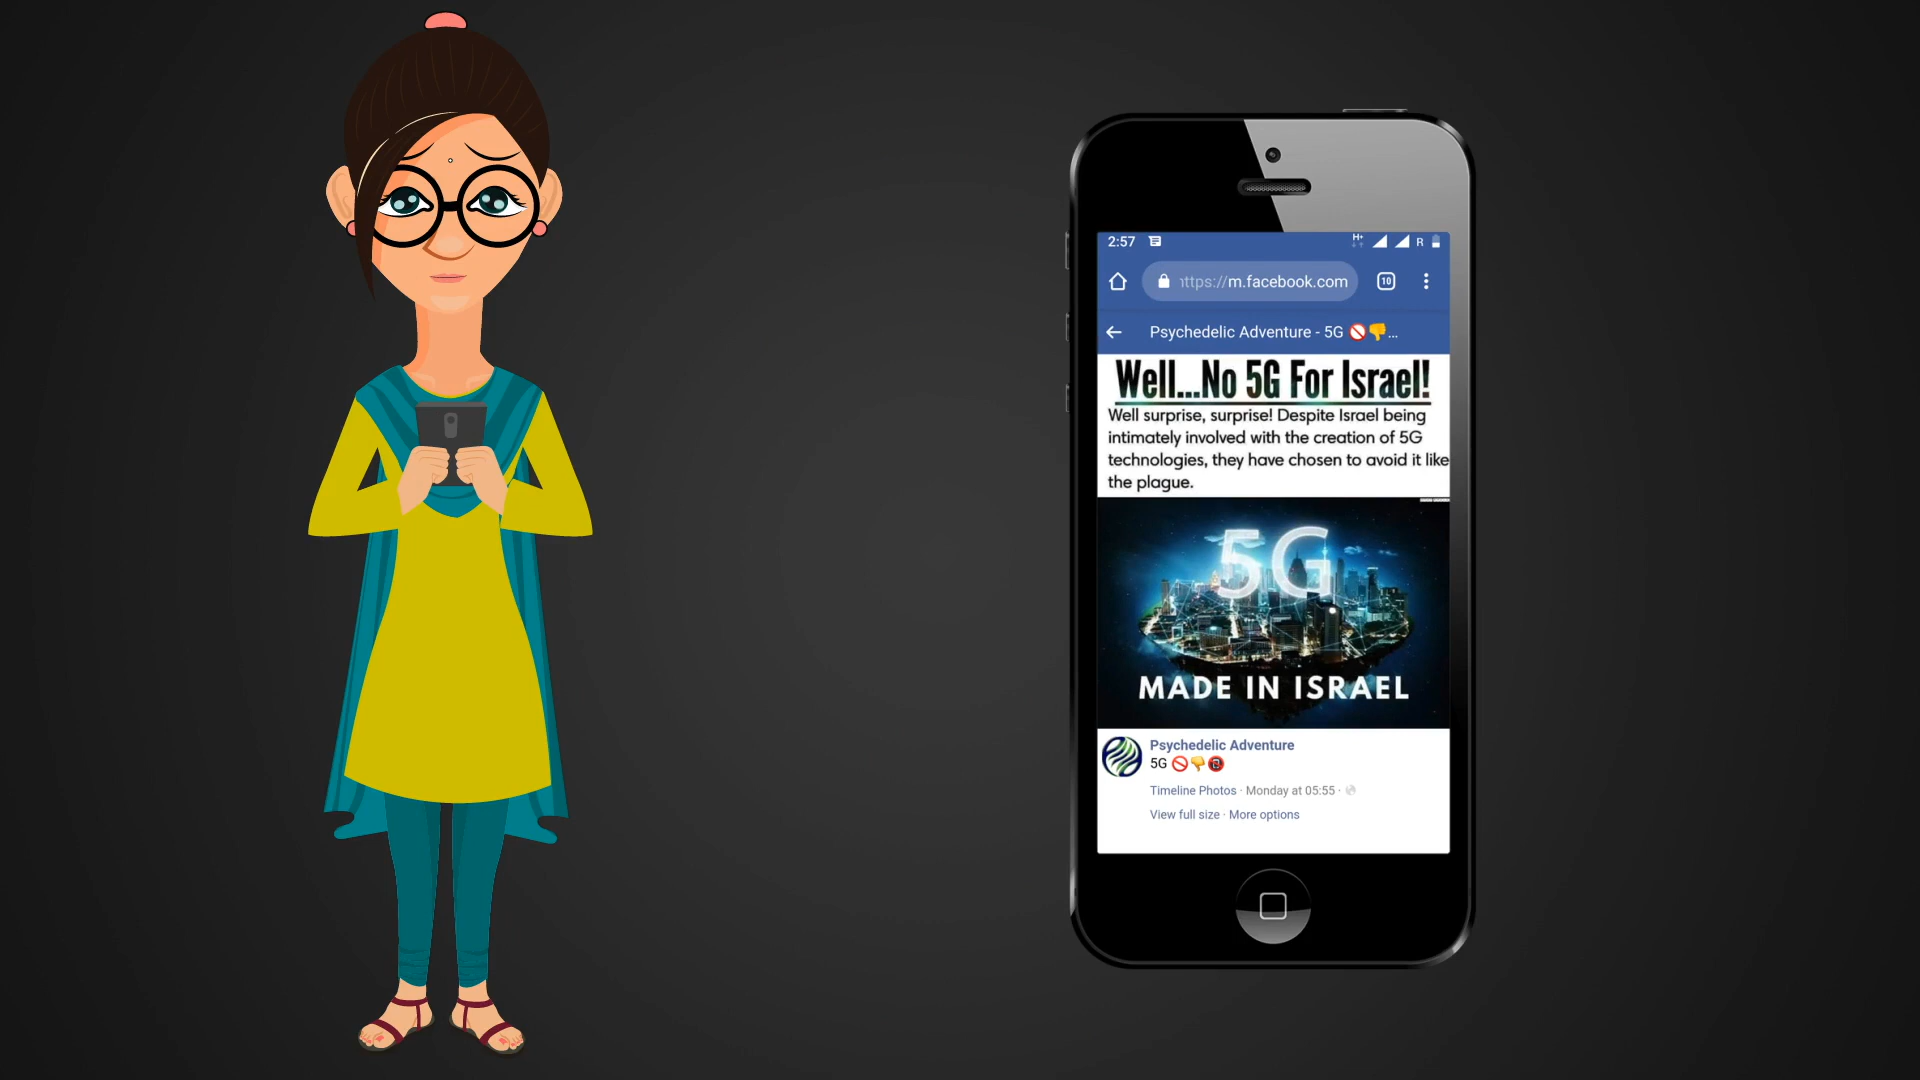 2:57
H+
R
ttps://m.facebook.com
10
Psychedelic Adventure - 5G 🚫👎...
Well...No 5G For Israel!
Well surprise, surprise! Despite Israel being
intimately involved with the creation of 5G
technologies, they have chosen to avoid it like
the plague.
5G
MADE IN ISRAEL
Psychedelic Adventure
5G 🚫👎📵
Timeline Photos · Monday at 05:55 ·
View full size · More options